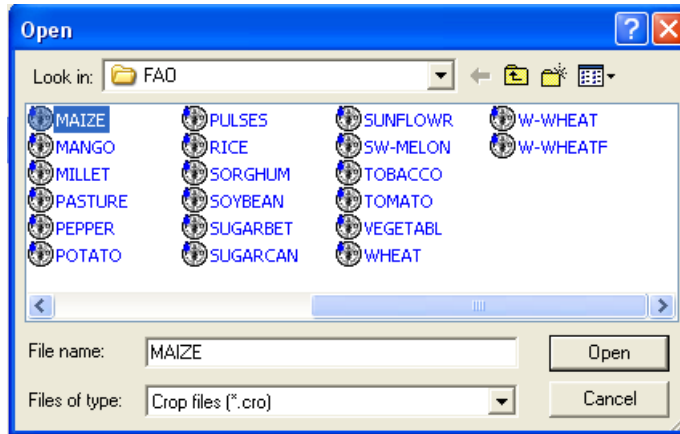 Open
Look in: FAO
MAIZE PULSES SUNFLOWR W-WHEAT
MANGO RICE SW-MELON W-WHEATF
MILLET SORGHUM TOBACCO
PASTURE SOYBEAN TOMATO
PEPPER SUGARBET VEGETABL
POTATO SUGARCAN WHEAT
File name: MAIZE Open
Files of type: Crop files (*.cro) Cancel